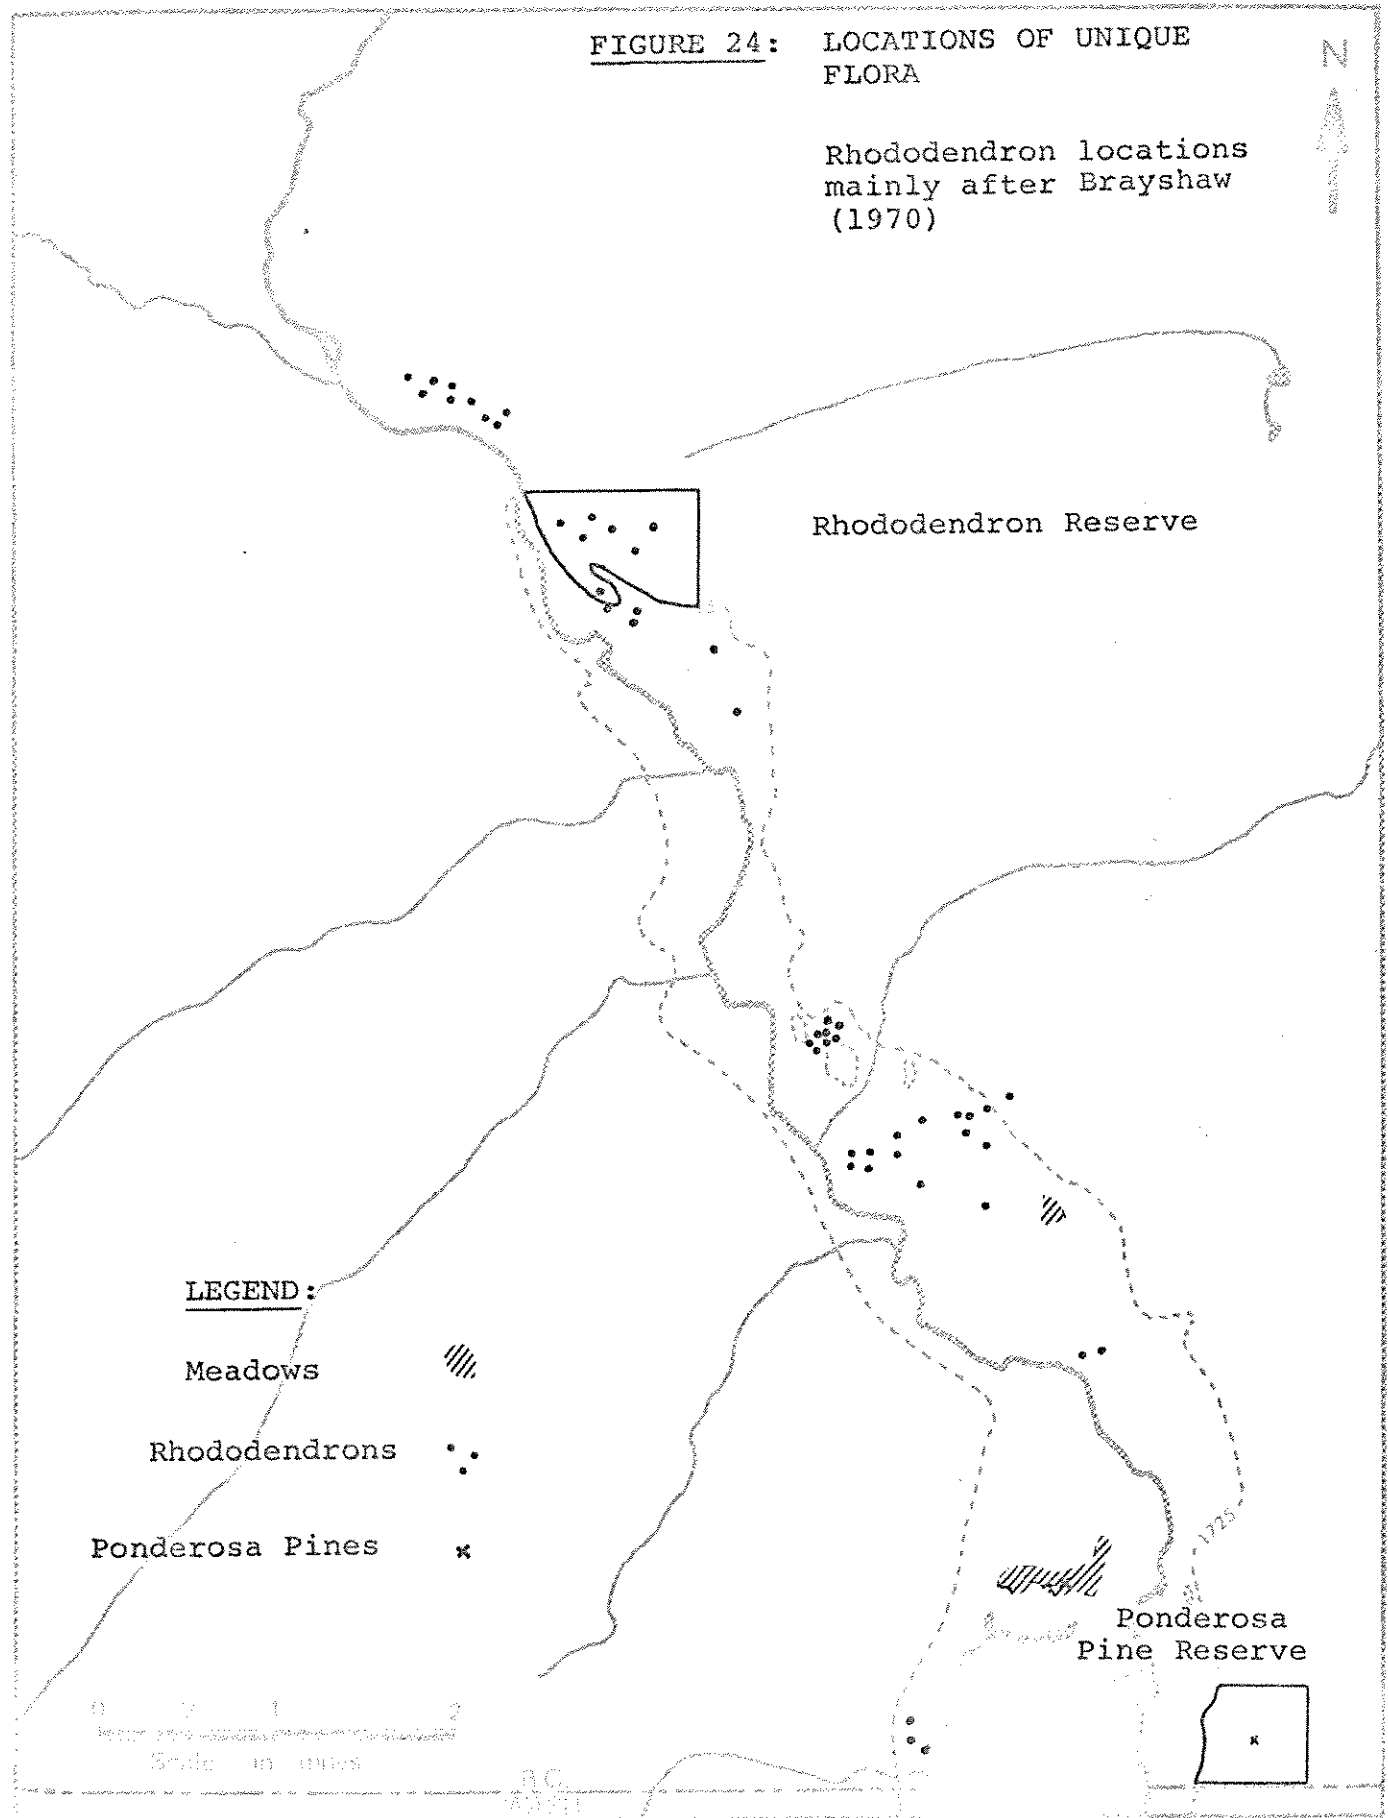 FIGURE 24: LOCATIONS OF UNIQUE
FLORA
N
Rhododendron locations
mainly after Brayshaw
(1970)
Rhododendron Reserve
LEGEND:
Meadows
Rhododendrons
Ponderosa Pines
1725
Ponderosa
Pine Reserve
0 1 2
Scale in miles
B.C.